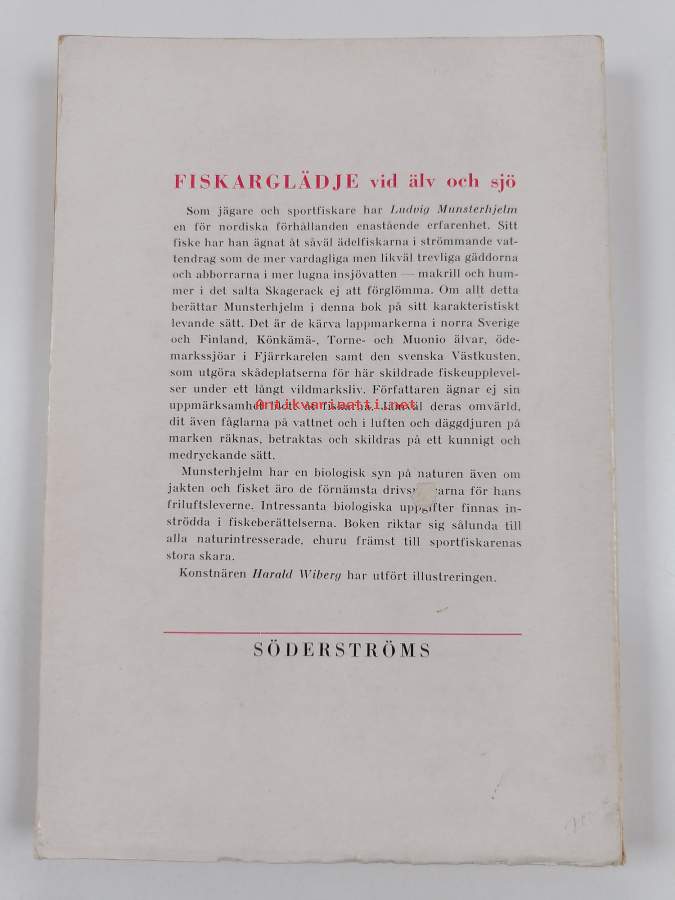 FISKARGLÄDJE vid älv och sjö
Som jägare och sportfiskare har Ludvig Munsterhjelm
en för nordiska förhållanden enastående erfarenhet. Sitt
fiske har han ägnat åt såväl ädelfiskarna i strömmande vat-
tendrag som de mer vardagliga men likväl trevliga gäddorna
och abborrarna i mer lugna insjövatten — makrill och hum-
mer i det salta Skagerack ej att förglömma. Om allt detta
berättar Munsterhjelm i denna bok på sitt karakteristiskt
levande sätt. Det är de kärva lappmarkerna i norra Sverige
och Finland, Könkämä-, Torne- och Muonio älvar, öde-
markssjöar i Fjärrkarelen samt den svenska Västkusten,
som utgöra skådeplatserna för här skildrade fiskeupplevel-
ser under ett långt vildmarksliv. Författaren ägnar ej sin
uppmärksamhet fiskarna. Jämväl deras omvärld,
Antikvariaatti.net
dit även fåglarna på vattnet och i luften och däggdjuren på
marken räknas, betraktas och skildras på ett kunnigt och
medryckande sätt.
Munsterhjelm har en biologisk syn på naturen även om
jakten och fisket äro de förnämsta arna för hans
friluftsleverne. Intressanta biologiska uppgifter finnas in-
strödda i fiskeberättelserna. Boken riktar sig sålunda till
alla naturintresserade, ehuru främst till sportfiskarenas
stora skara.
Konstnären Harald Wiberg har utfört illustreringen.
SÖDERSTRÖMS